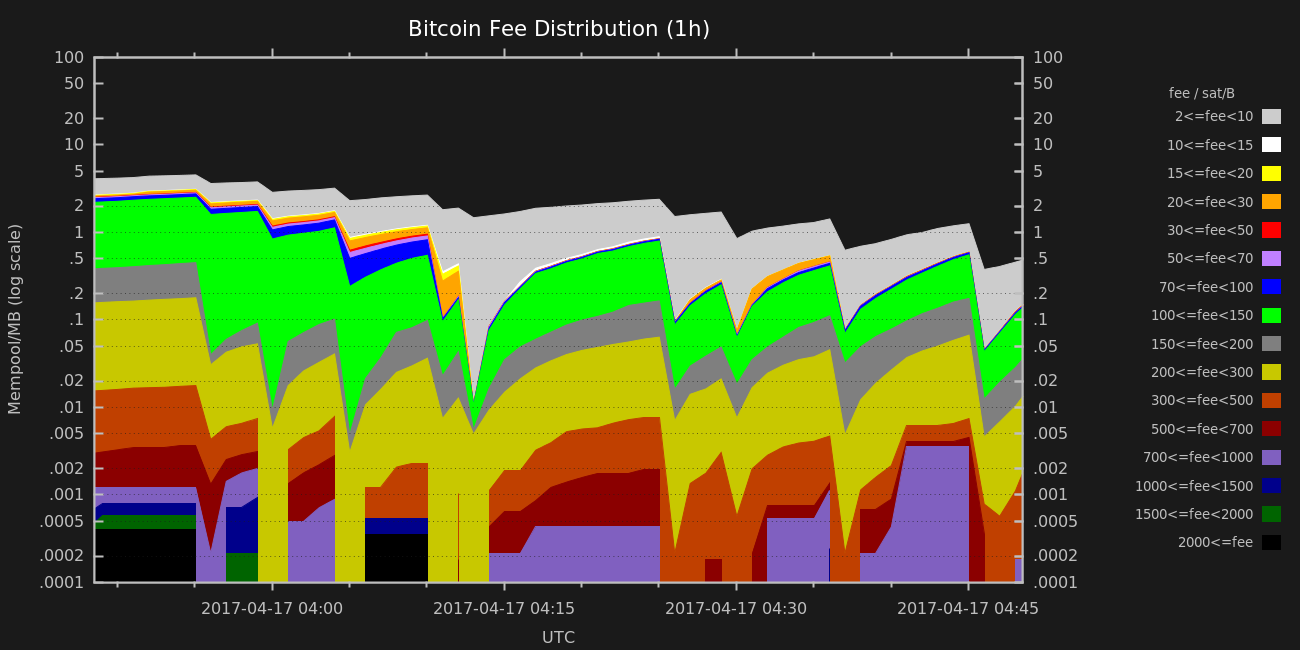 Bitcoin Fee Distribution (1h)
100 100
50 50
20 20
10 10
5 5
2 2
1 1
.5 .5
.2 .2
.1 .1
.05 .05
.02 .02
.01 .01
.005 .005
.002 .002
.001 .001
.0005 .0005
.0002 .0002
.0001 .0001
Mempool/MB (log scale)
2017-04-17 04:00 2017-04-17 04:15 2017-04-17 04:30 2017-04-17 04:45
UTC
fee / sat/B
2<=fee<10
10<=fee<15
15<=fee<20
20<=fee<30
30<=fee<50
50<=fee<70
70<=fee<100
100<=fee<150
150<=fee<200
200<=fee<300
300<=fee<500
500<=fee<700
700<=fee<1000
1000<=fee<1500
1500<=fee<2000
2000<=fee